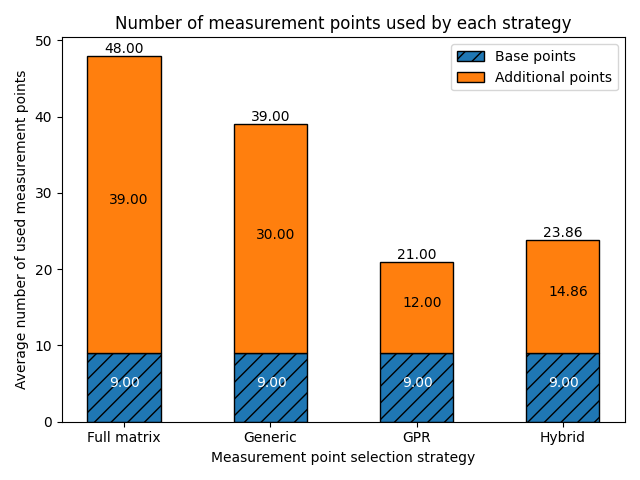 Number of measurement points used by each strategy
Average number of used measurement points
50
40
30
20
10
0
Base points
Additional points
48.00
39.00
21.00
23.86
39.00
30.00
12.00
14.86
9.00
9.00
9.00
9.00
Full matrix
Generic
GPR
Hybrid
Measurement point selection strategy